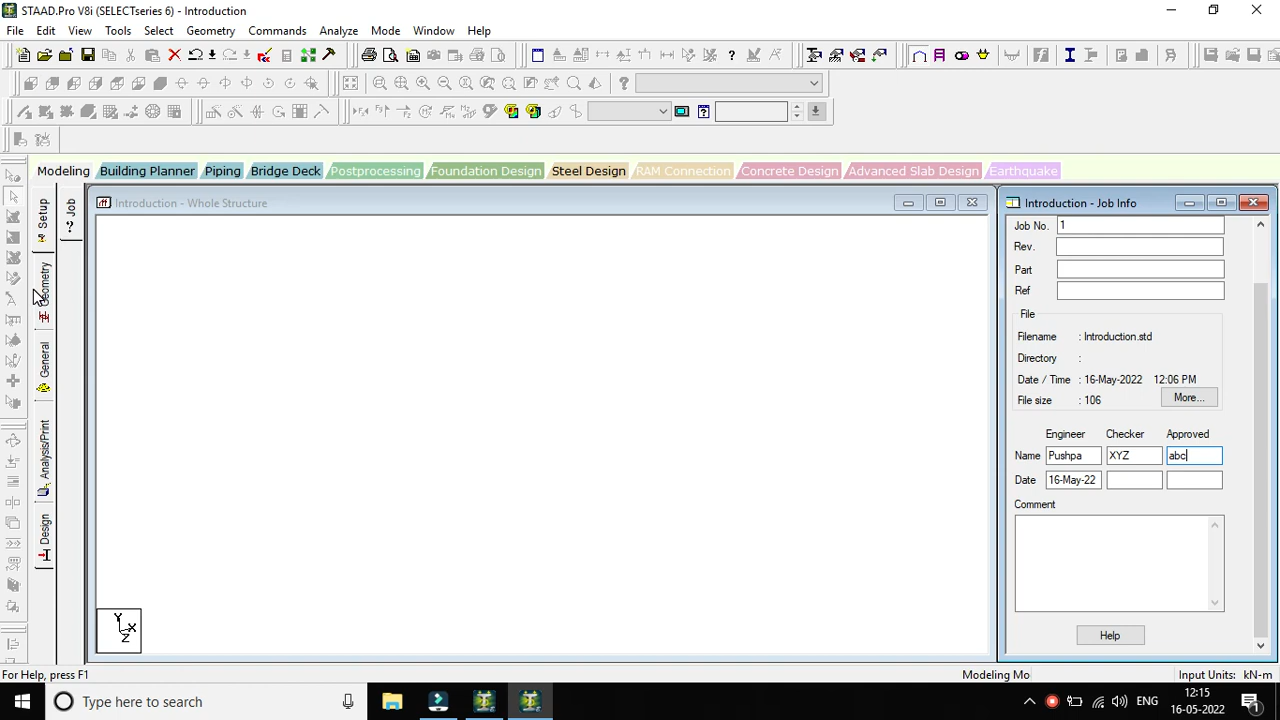 STAAD.Pro V8i (SELECTseries 6) - Introduction
File Edit View Tools Select Geometry Commands Analyze Mode Window Help
Modeling Building Planner Piping Bridge Deck Postprocessing Foundation Design Steel Design RAM Connection Concrete Design Advanced Slab Design Earthquake
Setup
Geometry
General
Analysis/Print
Design
Job
Introduction - Whole Structure
Y
X
Z
Introduction - Job Info
Job No. 1
Rev.
Part
Ref
File
Filename : Introduction.std
Directory :
Date / Time : 16-May-2022 12:06 PM
File size : 106 More...
Engineer Checker Approved
Name Pushpa XYZ abc
Date 16-May-22
Comment
Help
For Help, press F1 Modeling Mo Input Units: kN-m
Type here to search
ENG
12:15
16-05-2022
1